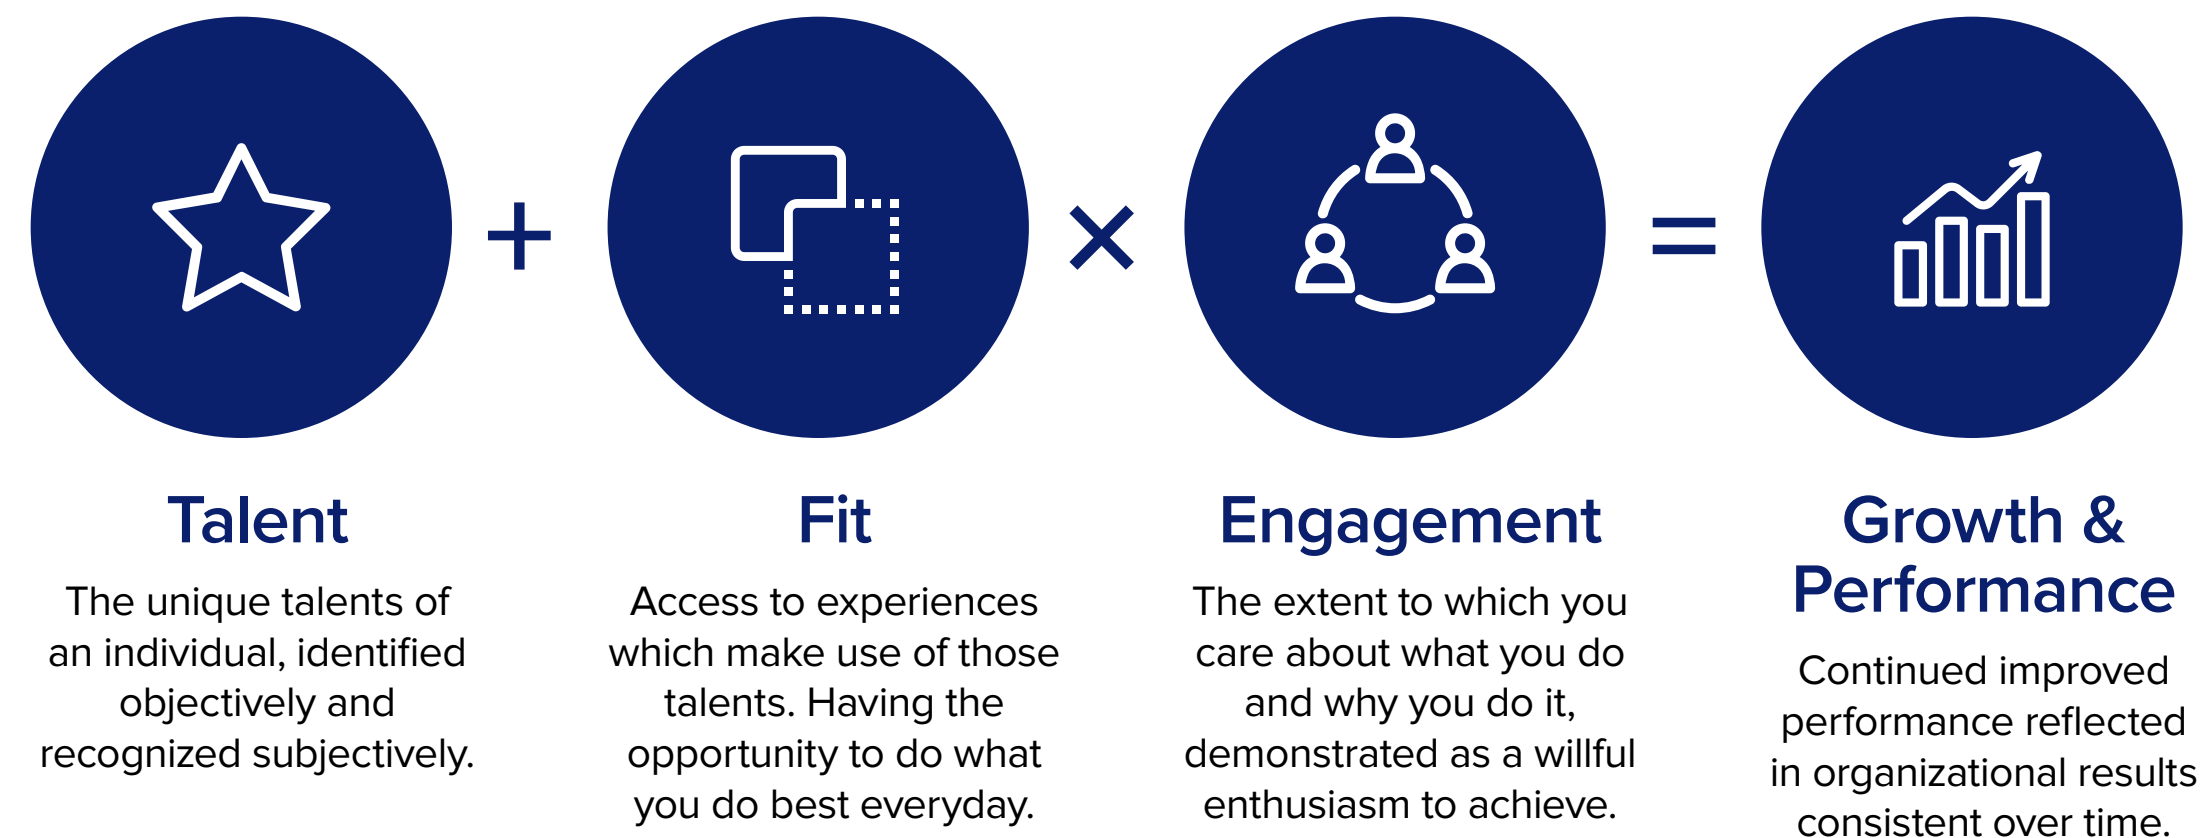 +
×
=
Talent
The unique talents of
an individual, identified
objectively and
recognized subjectively.
Fit
Access to experiences
which make use of those
talents. Having the
opportunity to do what
you do best everyday.
Engagement
The extent to which you
care about what you do
and why you do it,
demonstrated as a willful
enthusiasm to achieve.
Growth &
Performance
Continued improved
performance reflected
in organizational results
consistent over time.